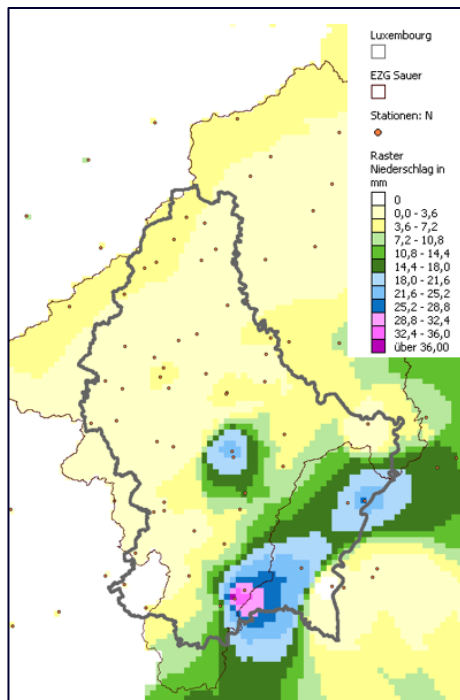 Luxembourg
EZG Sauer
Stationen: N
Raster
Niederschlag in
mm
0
0,0 - 3,6
3,6 - 7,2
7,2 - 10,8
10,8 - 14,4
14,4 - 18,0
18,0 - 21,6
21,6 - 25,2
25,2 - 28,8
28,8 - 32,4
32,4 - 36,0
über 36,00